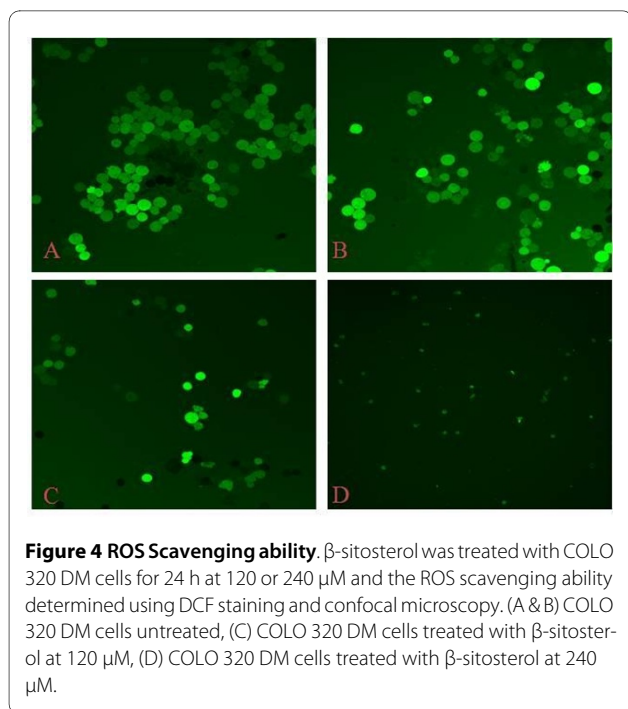 A
B
C
D
Figure 4 ROS Scavenging ability. β-sitosterol was treated with COLO
320 DM cells for 24 h at 120 or 240 μM and the ROS scavenging ability
determined using DCF staining and confocal microscopy. (A & B) COLO
320 DM cells untreated, (C) COLO 320 DM cells treated with β-sitoster-
ol at 120 μM, (D) COLO 320 DM cells treated with β-sitosterol at 240
μM.